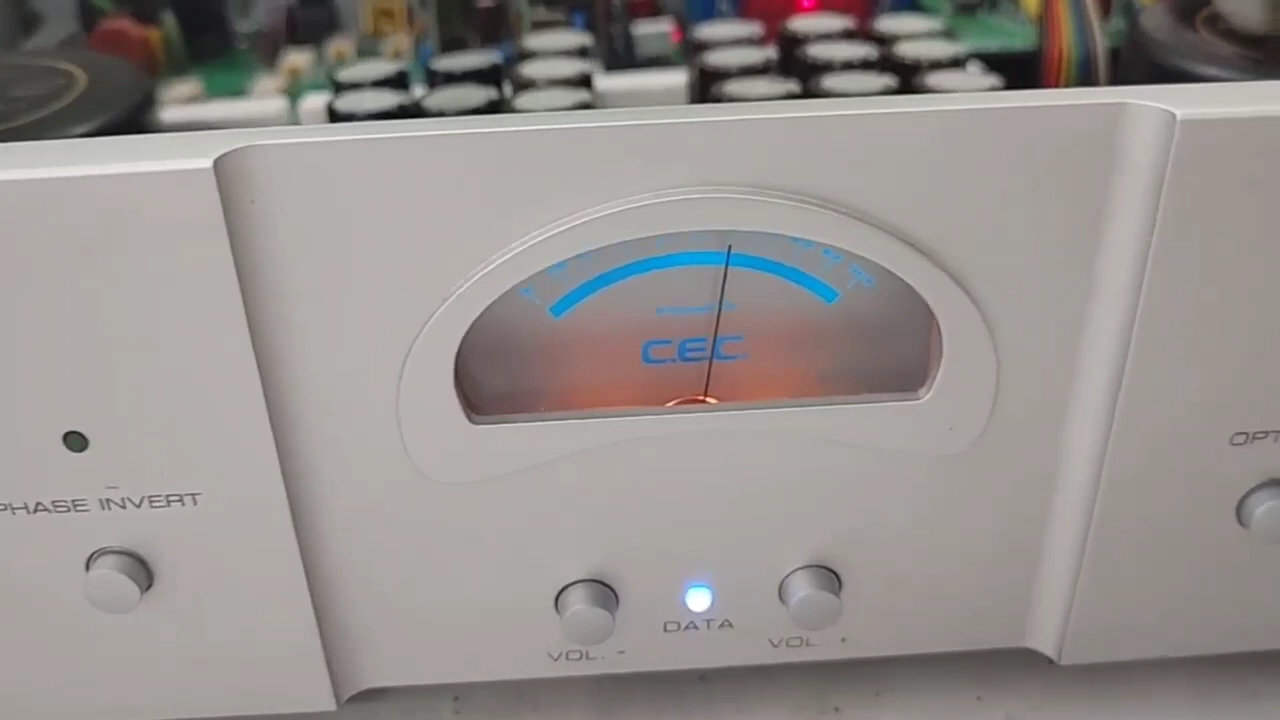 C.E.C.
OPT
PHASE INVERT
DATA
VOL. -
VOL. +